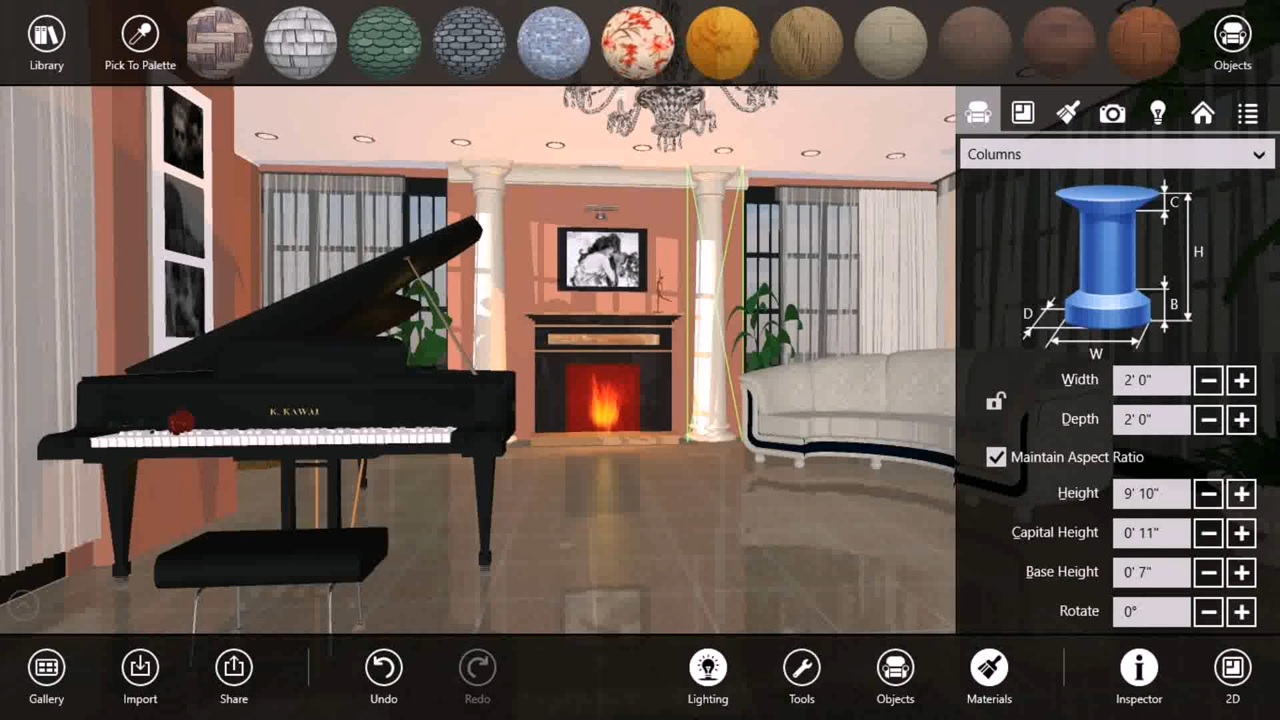 Library
Pick To Palette
Objects
Columns
C
H
B
D
W
Width 2' 0"
Depth 2' 0"
Maintain Aspect Ratio
Height 9' 10"
Capital Height 0' 11"
Base Height 0' 7"
Rotate 0°
K. KAWAI
Gallery
Import
Share
Undo
Redo
Lighting
Tools
Objects
Materials
Inspector
2D